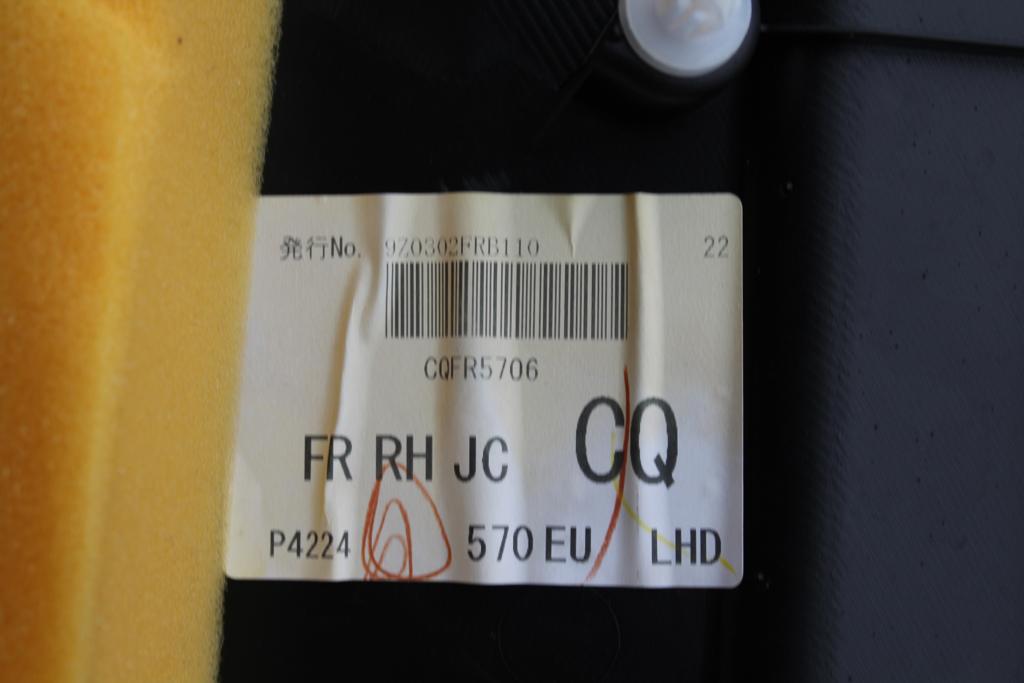 発行No. 9Z0302FRB110 22
CQFR5706
FR RH JC CQ
P4224 570 EU LHD